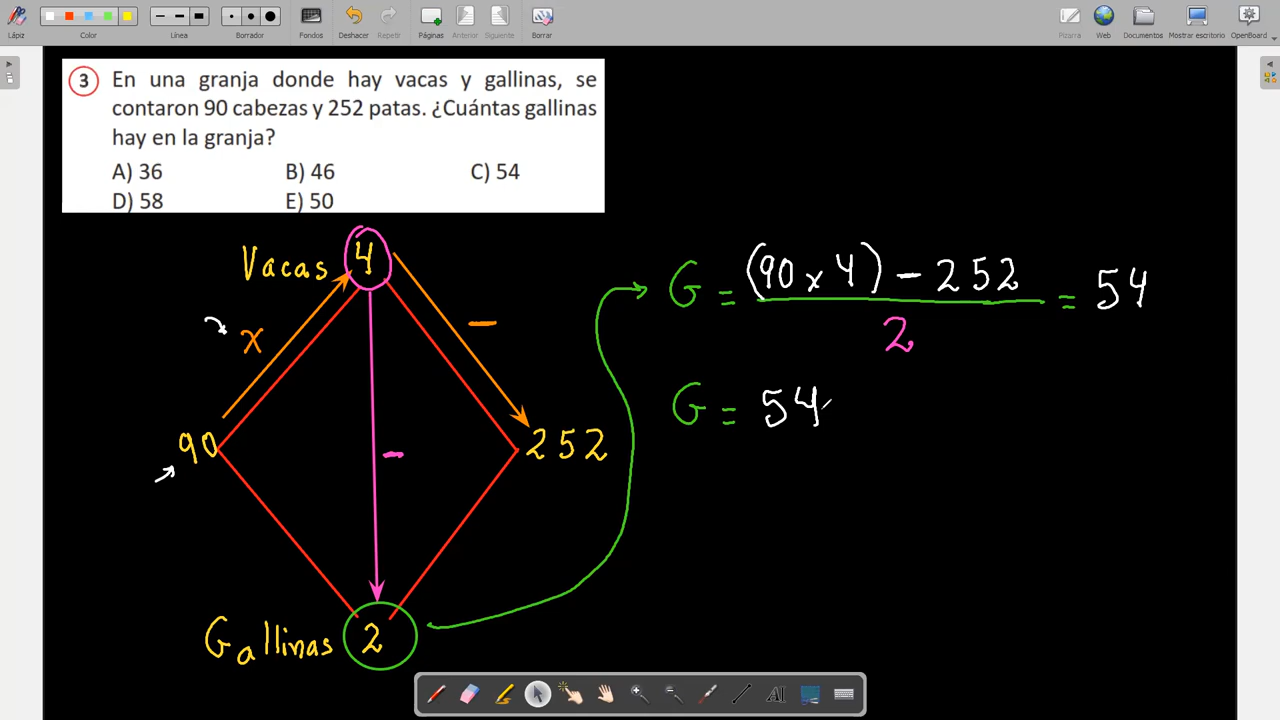 Lápiz Color Línea Borrador Fondos Deshacer Repetir Páginas Anterior Siguiente Borrar Pizarra Web Documentos Mostrar escritorio OpenBoard
3 En una granja donde hay vacas y gallinas, se
contaron 90 cabezas y 252 patas. ¿Cuántas gallinas
hay en la granja?
A) 36 B) 46 C) 54
D) 58 E) 50
Vacas 4
x −
90 252
−
Gallinas 2
G = (90 x 4) − 252 = 54
2
G = 54
AI